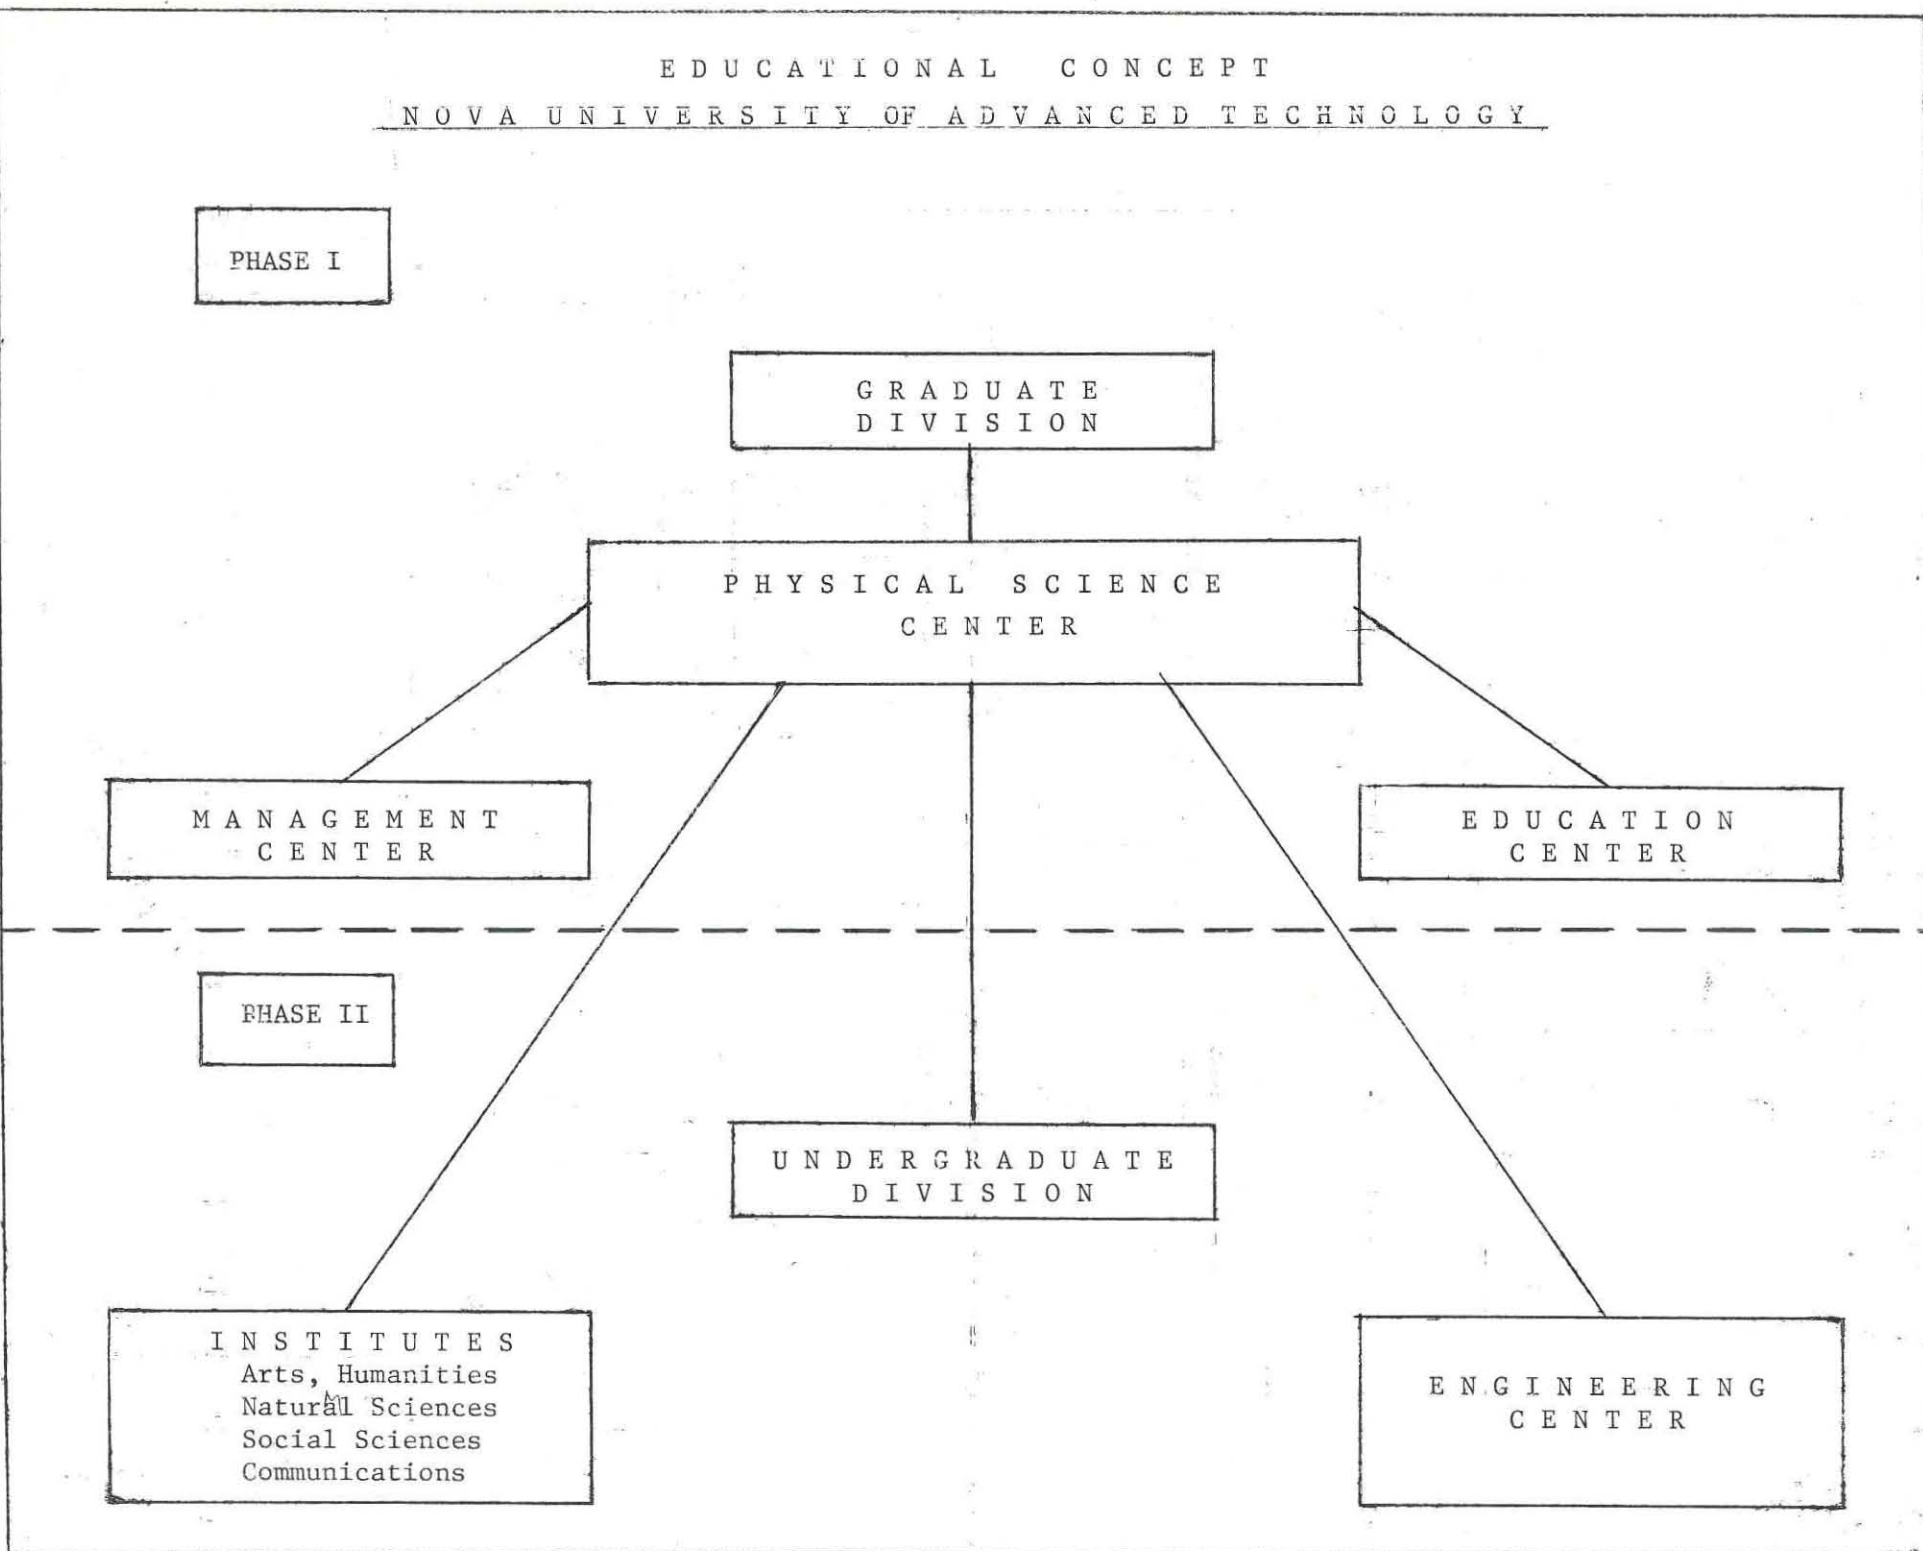 EDUCATIONAL CONCEPT
NOVA UNIVERSITY OF ADVANCED TECHNOLOGY
PHASE I
GRADUATE
DIVISION
PHYSICAL SCIENCE
CENTER
MANAGEMENT
CENTER
EDUCATION
CENTER
PHASE II
UNDERGRADUATE
DIVISION
INSTITUTES
Arts, Humanities
Natural Sciences
Social Sciences
Communications
ENGINEERING
CENTER